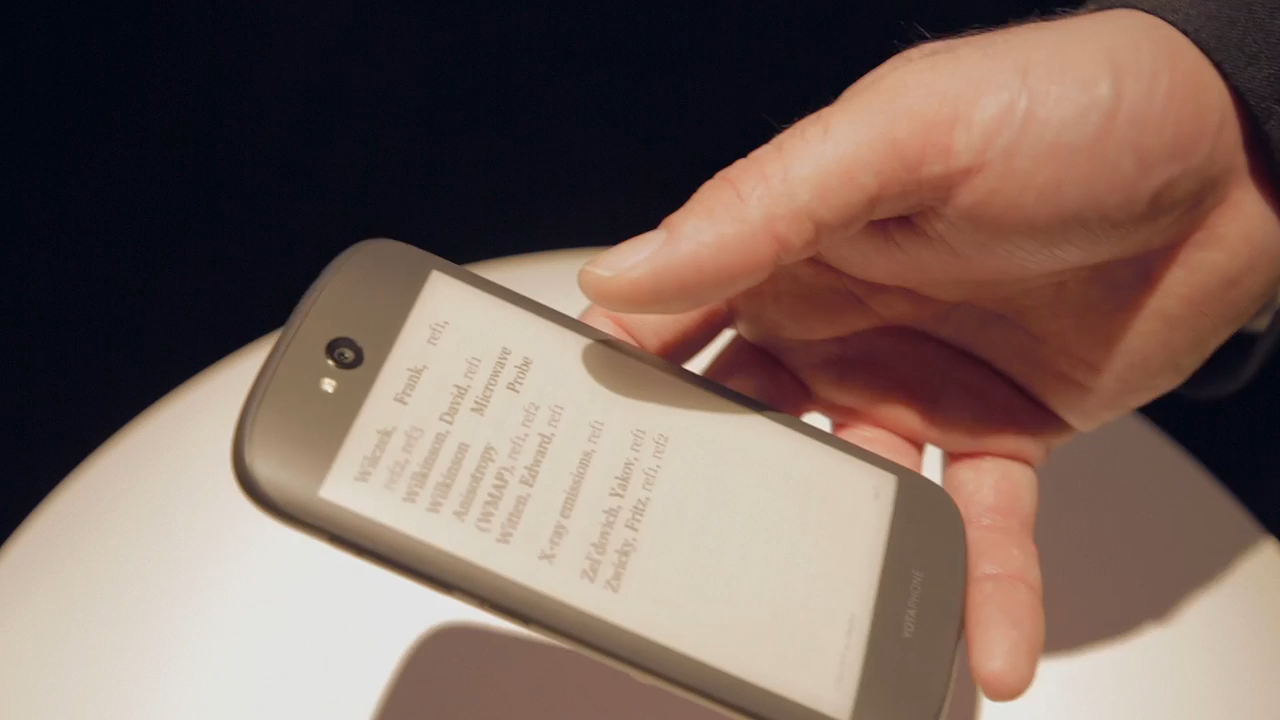 Wilczek, Frank, ref1,
ref2, ref3
Wilkinson, David, ref1
Wilkinson Microwave
Anisotropy Probe
(WMAP), ref1, ref2
Witten, Edward, ref1
X-ray emissions, ref1
Zel'dovich, Yakov, ref1
Zwicky, Fritz, ref1, ref2
YOTAPHONE